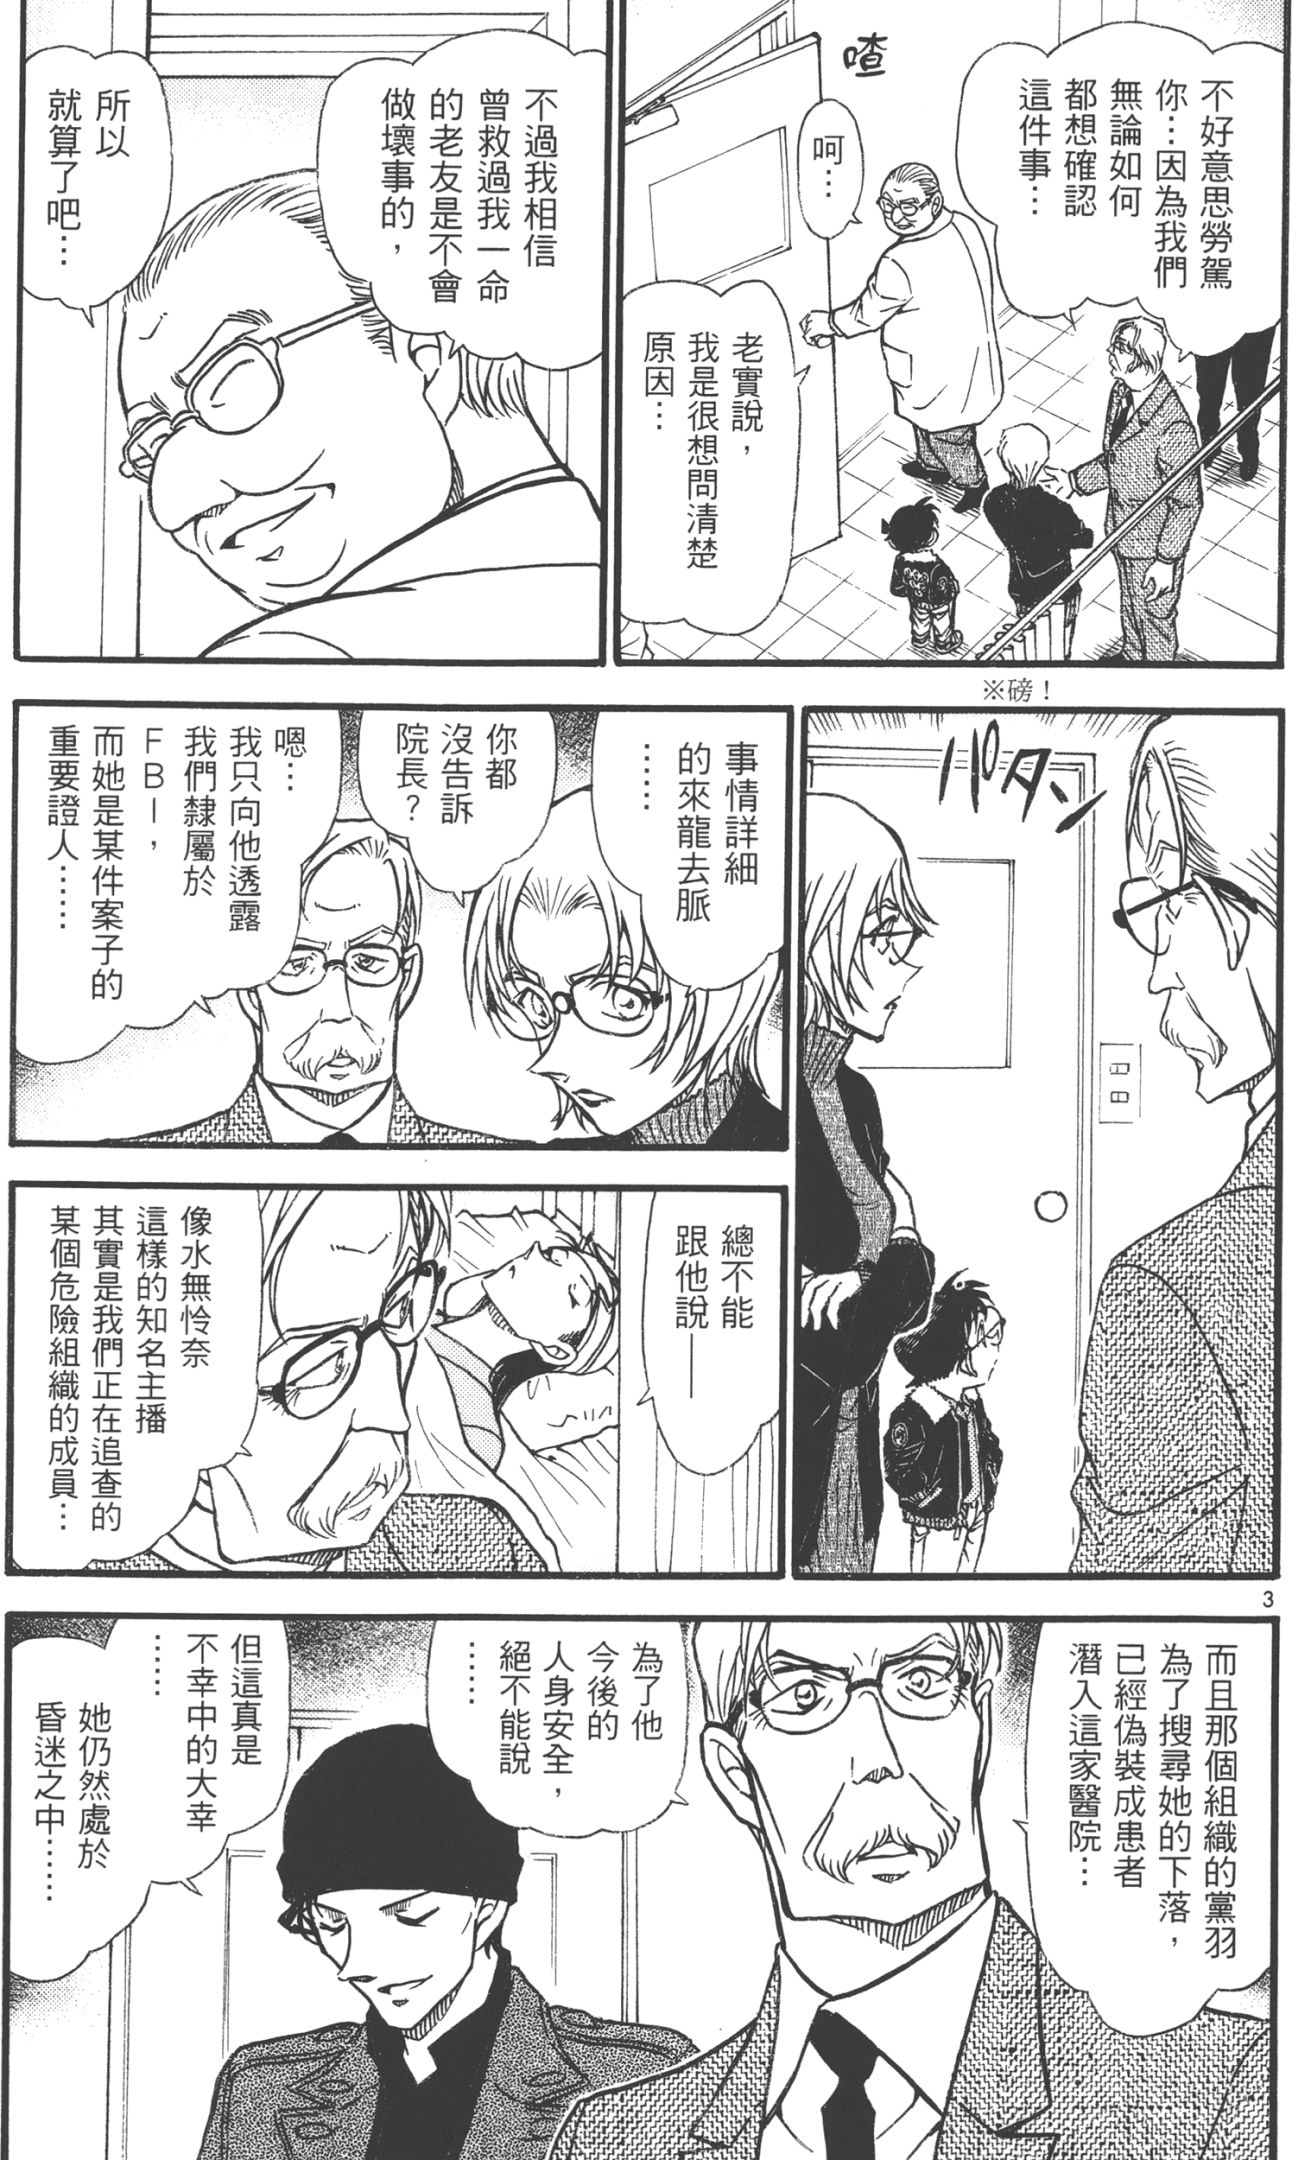 不好意思勞駕
你…因為我們
無論如何
都想確認
這件事…
喳
呵…
老實說，
我是很想問清楚
原因…
不過我相信
曾救過我一命
的老友是不會
做壞事的，
所以
就算了吧…
※磅！
パタン
事情詳細
的來龍去脈
……
你都
沒告訴
院長？
嗯…
我只向他透露
我們隸屬於
FBI，
而她是某件案子的
重要證人……
總不能
跟他說——
像水無怜奈
這樣的知名主播
其實是我們正在追查的
某個危險組織的成員…
3
而且那個組織的黨羽
為了搜尋她的下落，
已經偽裝成患者
潛入這家醫院…
為了他
今後的
人身安全，
絕不能說
……
但這真是
不幸中的大幸
……
她仍然處於
昏迷之中……